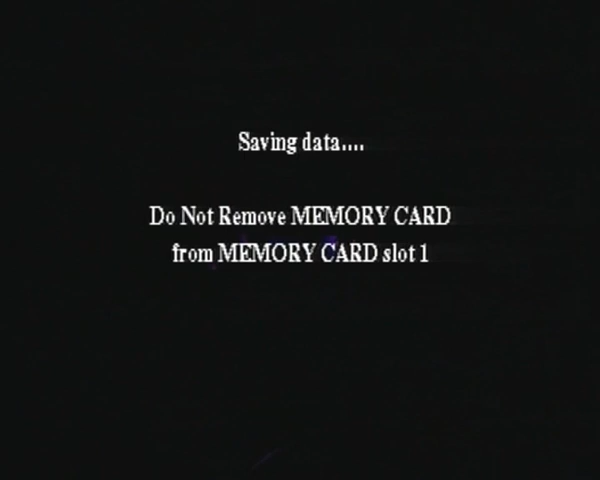 Saving data....
Do Not Remove MEMORY CARD
from MEMORY CARD slot 1